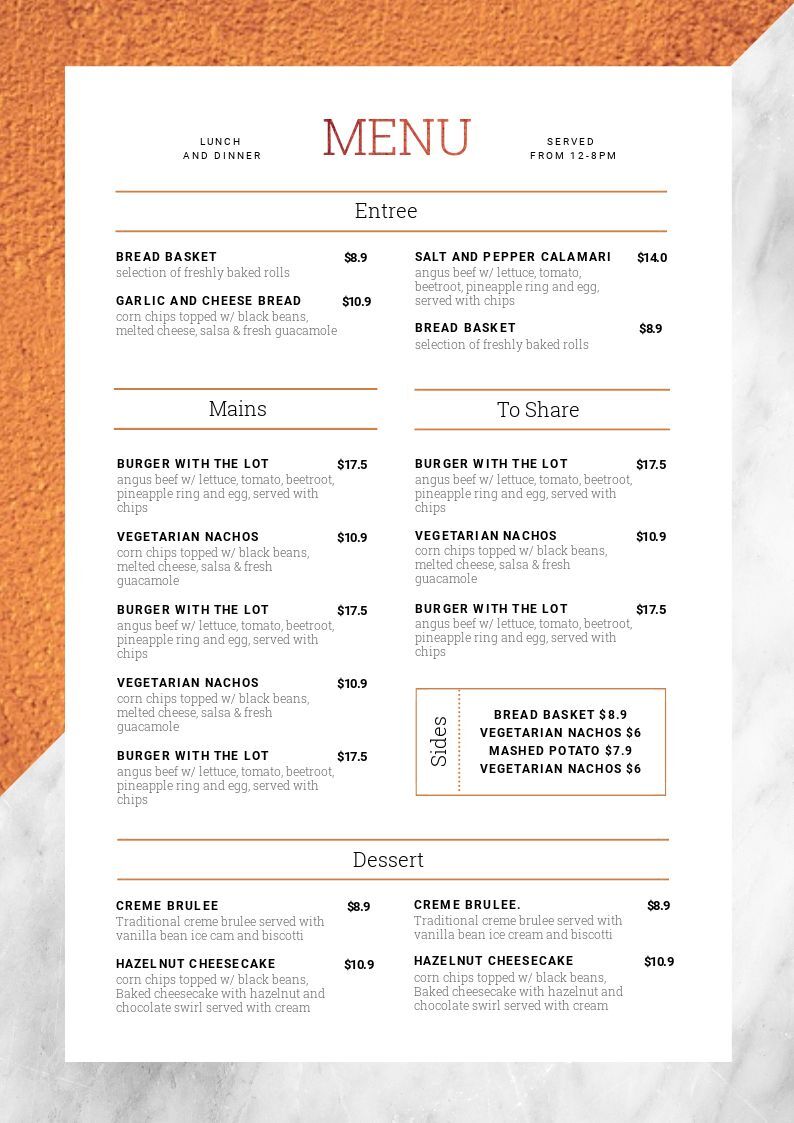 LUNCH
AND DINNER
MENU
SERVED
FROM 12-8PM
Entree
BREAD BASKET $8.9
selection of freshly baked rolls
GARLIC AND CHEESE BREAD $10.9
corn chips topped w/ black beans,
melted cheese, salsa & fresh guacamole
SALT AND PEPPER CALAMARI $14.0
angus beef w/ lettuce, tomato,
beetroot, pineapple ring and egg,
served with chips
BREAD BASKET $8.9
selection of freshly baked rolls
Mains
BURGER WITH THE LOT $17.5
angus beef w/ lettuce, tomato, beetroot,
pineapple ring and egg, served with
chips
VEGETARIAN NACHOS $10.9
corn chips topped w/ black beans,
melted cheese, salsa & fresh
guacamole
BURGER WITH THE LOT $17.5
angus beef w/ lettuce, tomato, beetroot,
pineapple ring and egg, served with
chips
VEGETARIAN NACHOS $10.9
corn chips topped w/ black beans,
melted cheese, salsa & fresh
guacamole
BURGER WITH THE LOT $17.5
angus beef w/ lettuce, tomato, beetroot,
pineapple ring and egg, served with
chips
To Share
BURGER WITH THE LOT $17.5
angus beef w/ lettuce, tomato, beetroot,
pineapple ring and egg, served with
chips
VEGETARIAN NACHOS $10.9
corn chips topped w/ black beans,
melted cheese, salsa & fresh
guacamole
BURGER WITH THE LOT $17.5
angus beef w/ lettuce, tomato, beetroot,
pineapple ring and egg, served with
chips
Sides
BREAD BASKET $8.9
VEGETARIAN NACHOS $6
MASHED POTATO $7.9
VEGETARIAN NACHOS $6
Dessert
CREME BRULEE $8.9
Traditional creme brulee served with
vanilla bean ice cam and biscotti
HAZELNUT CHEESECAKE $10.9
corn chips topped w/ black beans,
Baked cheesecake with hazelnut and
chocolate swirl served with cream
CREME BRULEE. $8.9
Traditional creme brulee served with
vanilla bean ice cream and biscotti
HAZELNUT CHEESECAKE $10.9
corn chips topped w/ black beans,
Baked cheesecake with hazelnut and
chocolate swirl served with cream